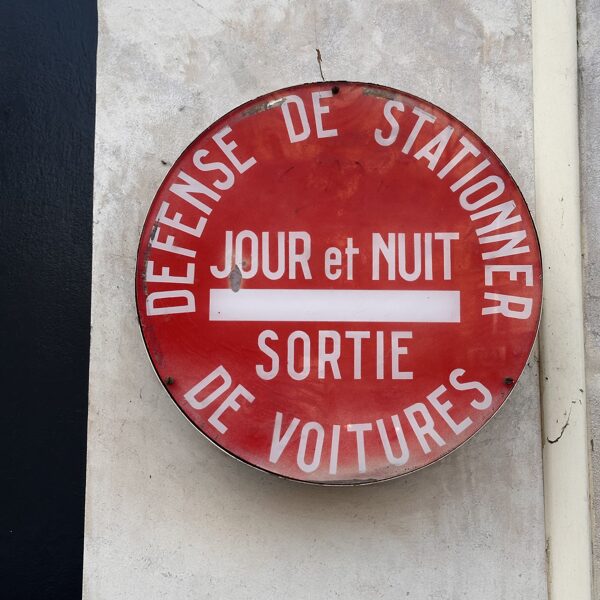 DEFENSE DE STATIONNER
JOUR et NUIT
SORTIE
DE VOITURES